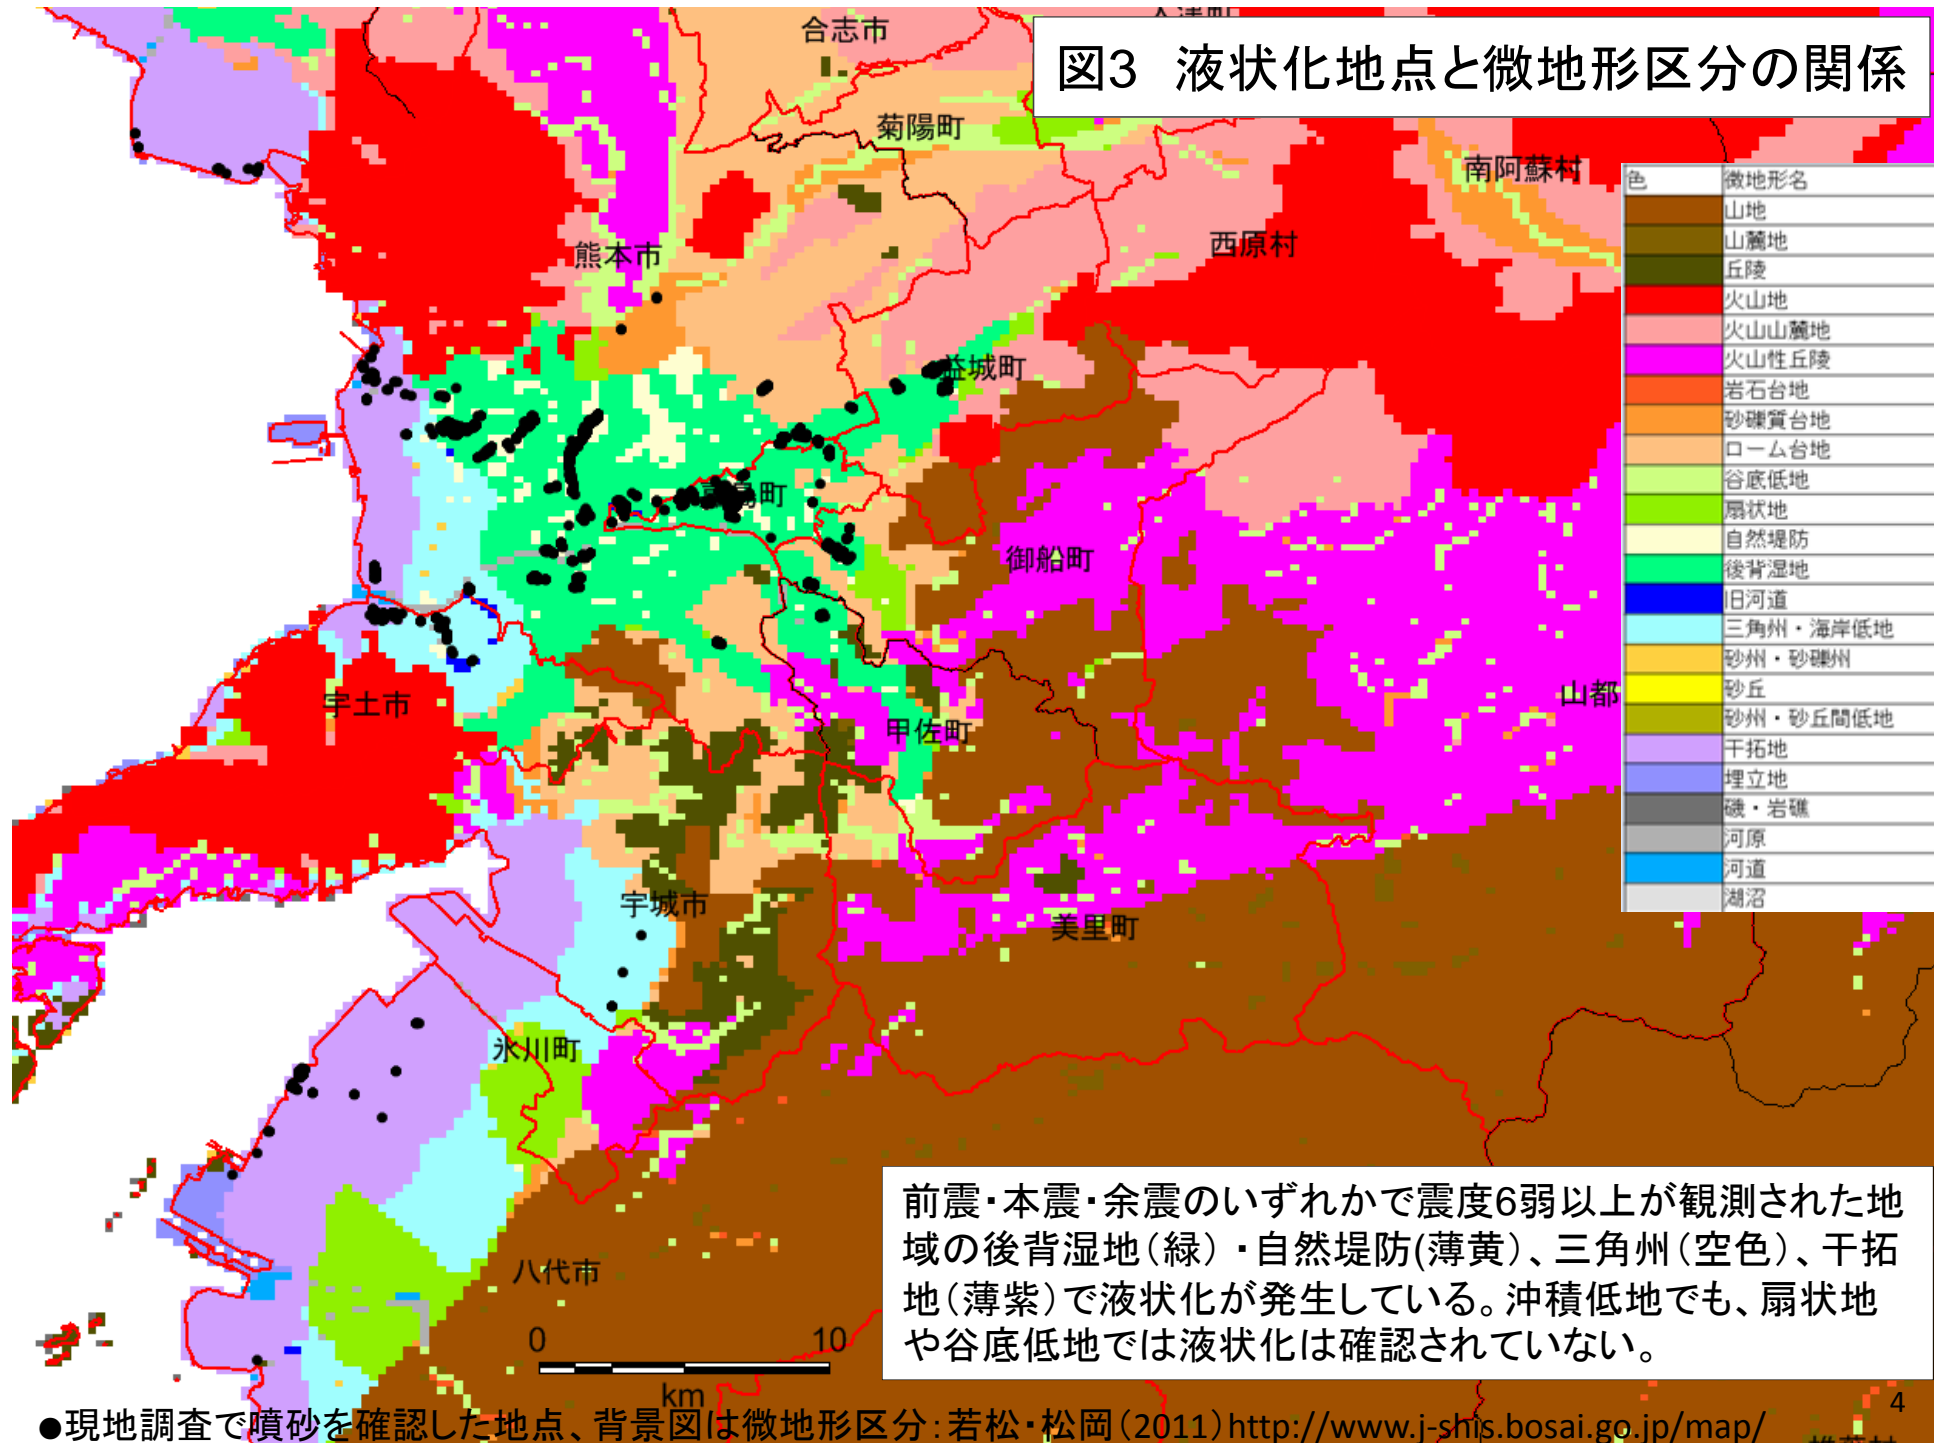 図3　液状化地点と微地形区分の関係
合志市
菊陽町
南阿蘇村
熊本市
西原村
益城町
御船町
宇土市
甲佐町
山都
宇城市
美里町
氷川町
八代市
色　微地形名
山地
山麓地
丘陵
火山地
火山山麓地
火山性丘陵
岩石台地
砂礫質台地
ローム台地
谷底低地
扇状地
自然堤防
後背湿地
旧河道
三角州・海岸低地
砂州・砂礫州
砂丘
砂州・砂丘間低地
干拓地
埋立地
磯・岩礁
河原
河道
湖沼
前震・本震・余震のいずれかで震度6弱以上が観測された地
域の後背湿地（緑）・自然堤防(薄黄)、三角州（空色）、干拓
地（薄紫）で液状化が発生している。沖積低地でも、扇状地
や谷底低地では液状化は確認されていない。
0　10
km
4
●現地調査で噴砂を確認した地点、背景図は微地形区分：若松・松岡（2011）http://www.j-shis.bosai.go.jp/map/